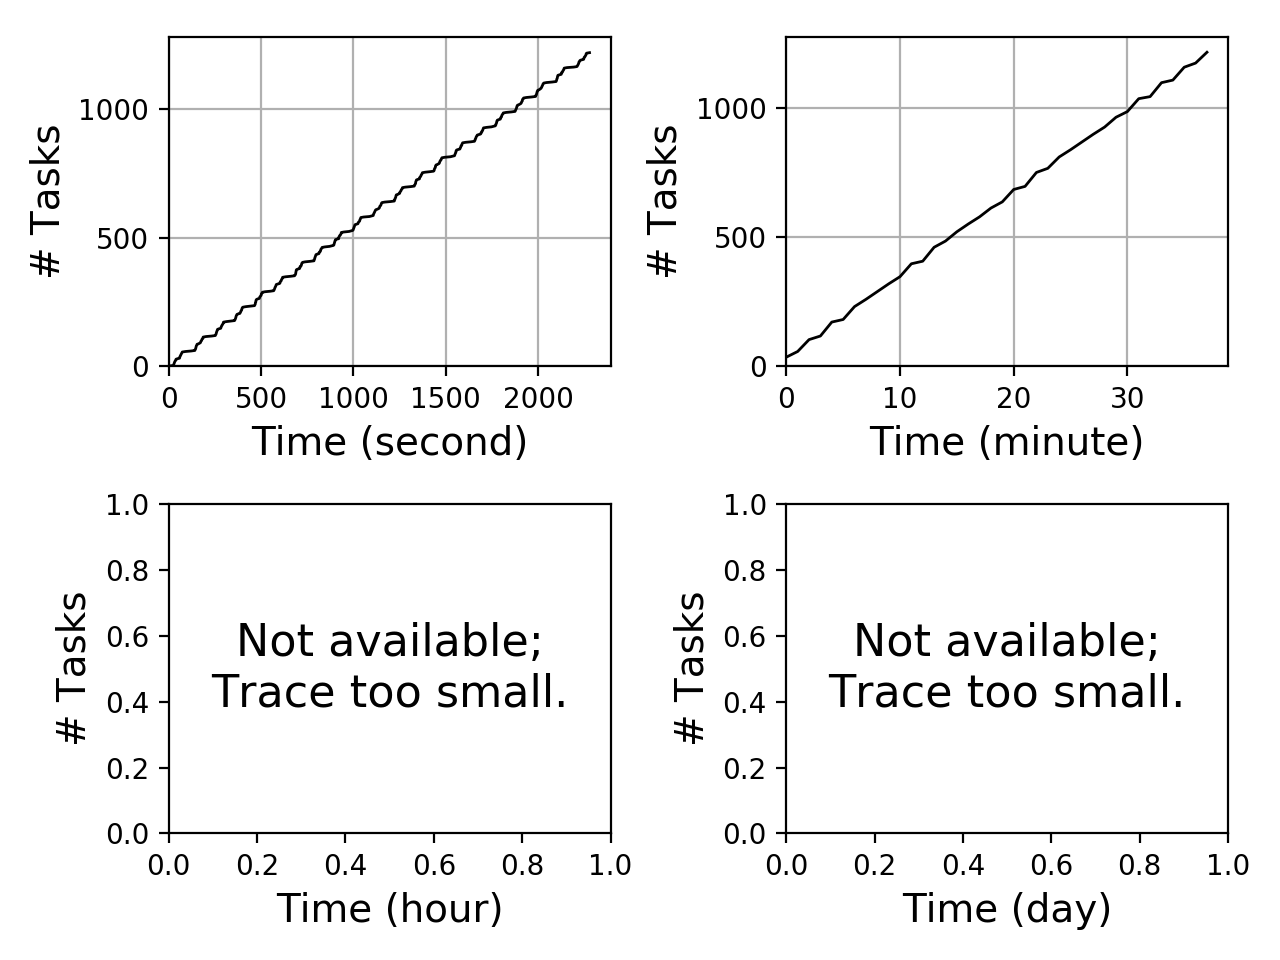 # Tasks
1000
500
0
0 500 1000 1500 2000
Time (second)
# Tasks
1000
500
0
0 10 20 30
Time (minute)
# Tasks
1.0
0.8
0.6
0.4
0.2
0.0
Not available;
Trace too small.
0.0 0.2 0.4 0.6 0.8 1.0
Time (hour)
# Tasks
1.0
0.8
0.6
0.4
0.2
0.0
Not available;
Trace too small.
0.0 0.2 0.4 0.6 0.8 1.0
Time (day)